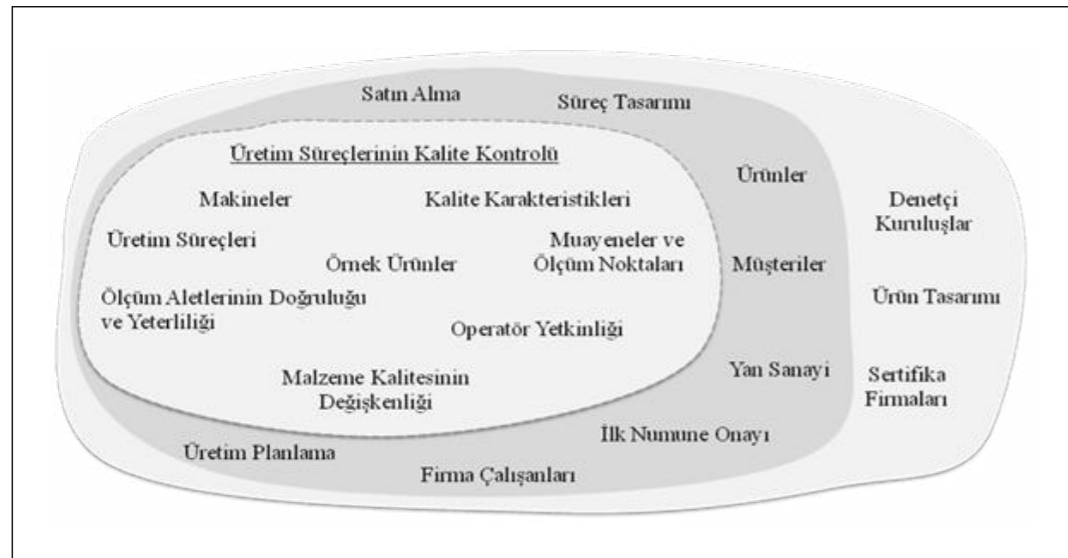 Satın Alma
Süreç Tasarımı
Üretim Süreçlerinin Kalite Kontrolü
Ürünler
Makineler
Kalite Karakteristikleri
Denetçi
Kuruluşlar
Üretim Süreçleri
Muayeneler ve
Ölçüm Noktaları
Örnek Ürünler
Müşteriler
Ölçüm Aletlerinin Doğruluğu
ve Yeterliliği
Ürün Tasarımı
Operatör Yetkinliği
Malzeme Kalitesinin
Değişkenliği
Yan Sanayi
Sertifika
Firmaları
İlk Numune Onayı
Üretim Planlama
Firma Çalışanları